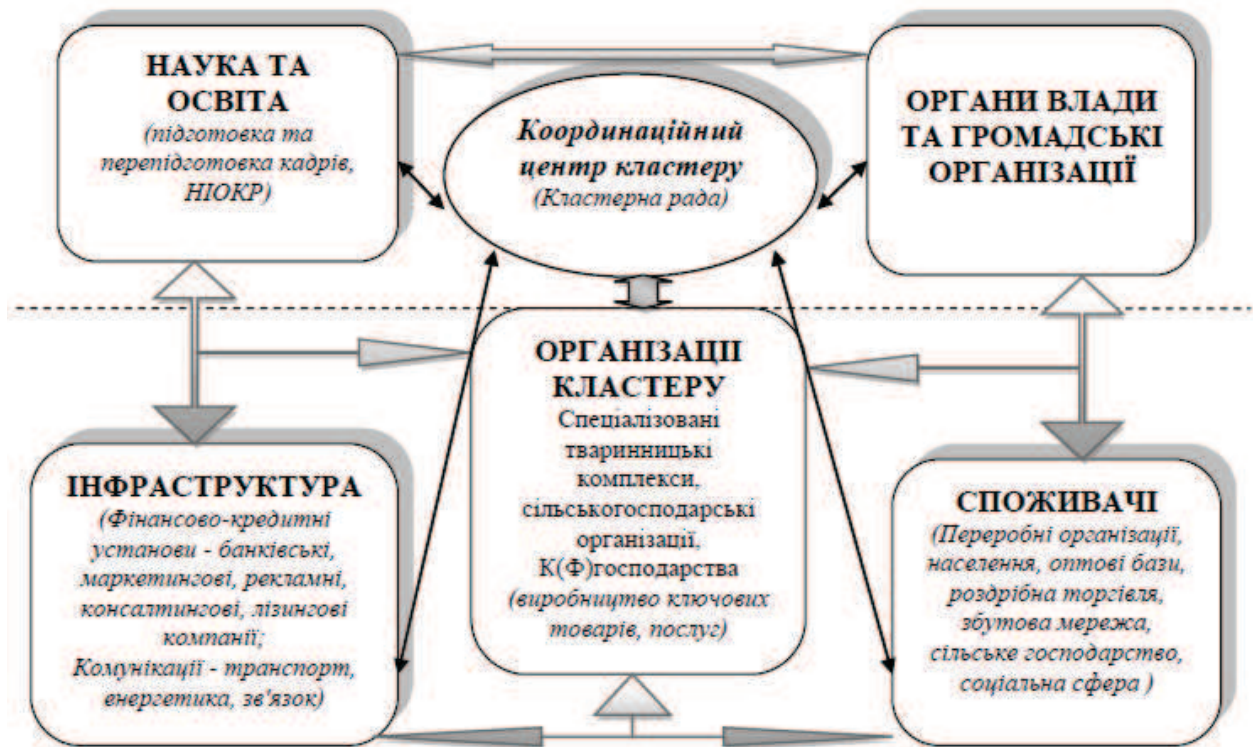 НАУКА ТА
ОСВІТА
(підготовка та
перепідготовка кадрів,
НІОКР)
Координаційний
центр кластеру
(Кластерна рада)
ОРГАНИ ВЛАДИ
ТА ГРОМАДСЬКІ
ОРГАНІЗАЦІЇ
ОРГАНІЗАЦІІ
КЛАСТЕРУ
Спеціалізовані
тваринницькі
комплекси,
сільськогосподарські
організації,
К(Ф)господарства
(виробництво ключових
товарів, послуг)
ІНФРАСТРУКТУРА
(Фінансово-кредитні
установи - банківські,
маркетингові, рекламні,
консалтингові, лізингові
компанії;
Комунікації - транспорт,
енергетика, зв'язок)
СПОЖИВАЧІ
(Переробні організації,
населення, оптові бази,
роздрібна торгівля,
збутова мережа,
сільське господарство,
соціальна сфера )